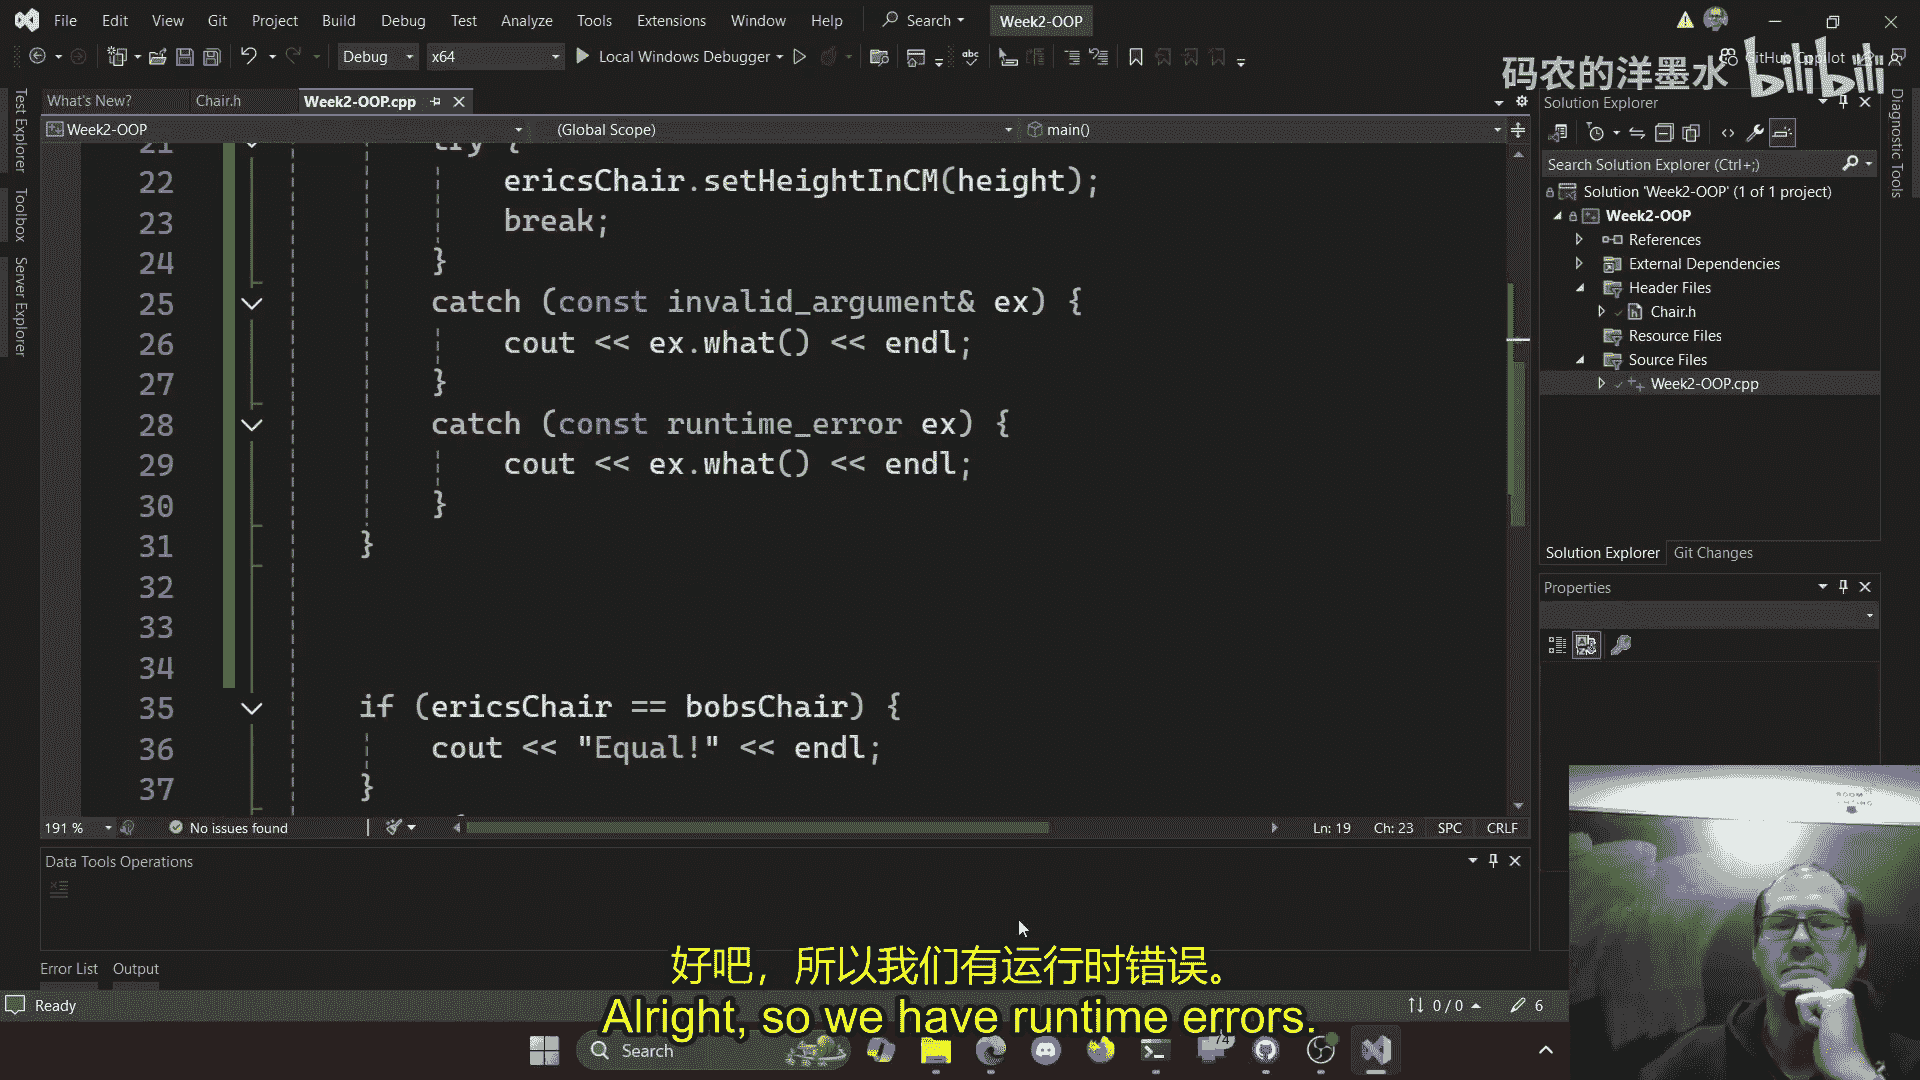 File Edit View Git Project Build Debug Test Analyze Tools Extensions Window Help Search Week2-OOP
Debug x64 Local Windows Debugger GitHub Copilot
码农的洋墨水 bilibili
What's New? Chair.h Week2-OOP.cpp
Week2-OOP (Global Scope) main()
21 try {
22 ericsChair.setHeightInCM(height);
23 break;
24 }
25 catch (const invalid_argument& ex) {
26 cout << ex.what() << endl;
27 }
28 catch (const runtime_error ex) {
29 cout << ex.what() << endl;
30 }
31 }
32
33
34
35 if (ericsChair == bobsChair) {
36 cout << "Equal!" << endl;
37 }
191 % No issues found Ln: 19 Ch: 23 SPC CRLF
Test Explorer
Toolbox
Server Explorer
Solution Explorer
Search Solution Explorer (Ctrl+;)
Solution 'Week2-OOP' (1 of 1 project)
Week2-OOP
References
External Dependencies
Header Files
Chair.h
Resource Files
Source Files
Week2-OOP.cpp
Solution Explorer Git Changes
Properties
Diagnostic Tools
Data Tools Operations
Error List Output
好吧，所以我们有运行时错误。
Alright, so we have runtime errors.
Ready 0 / 0 6
Search 74